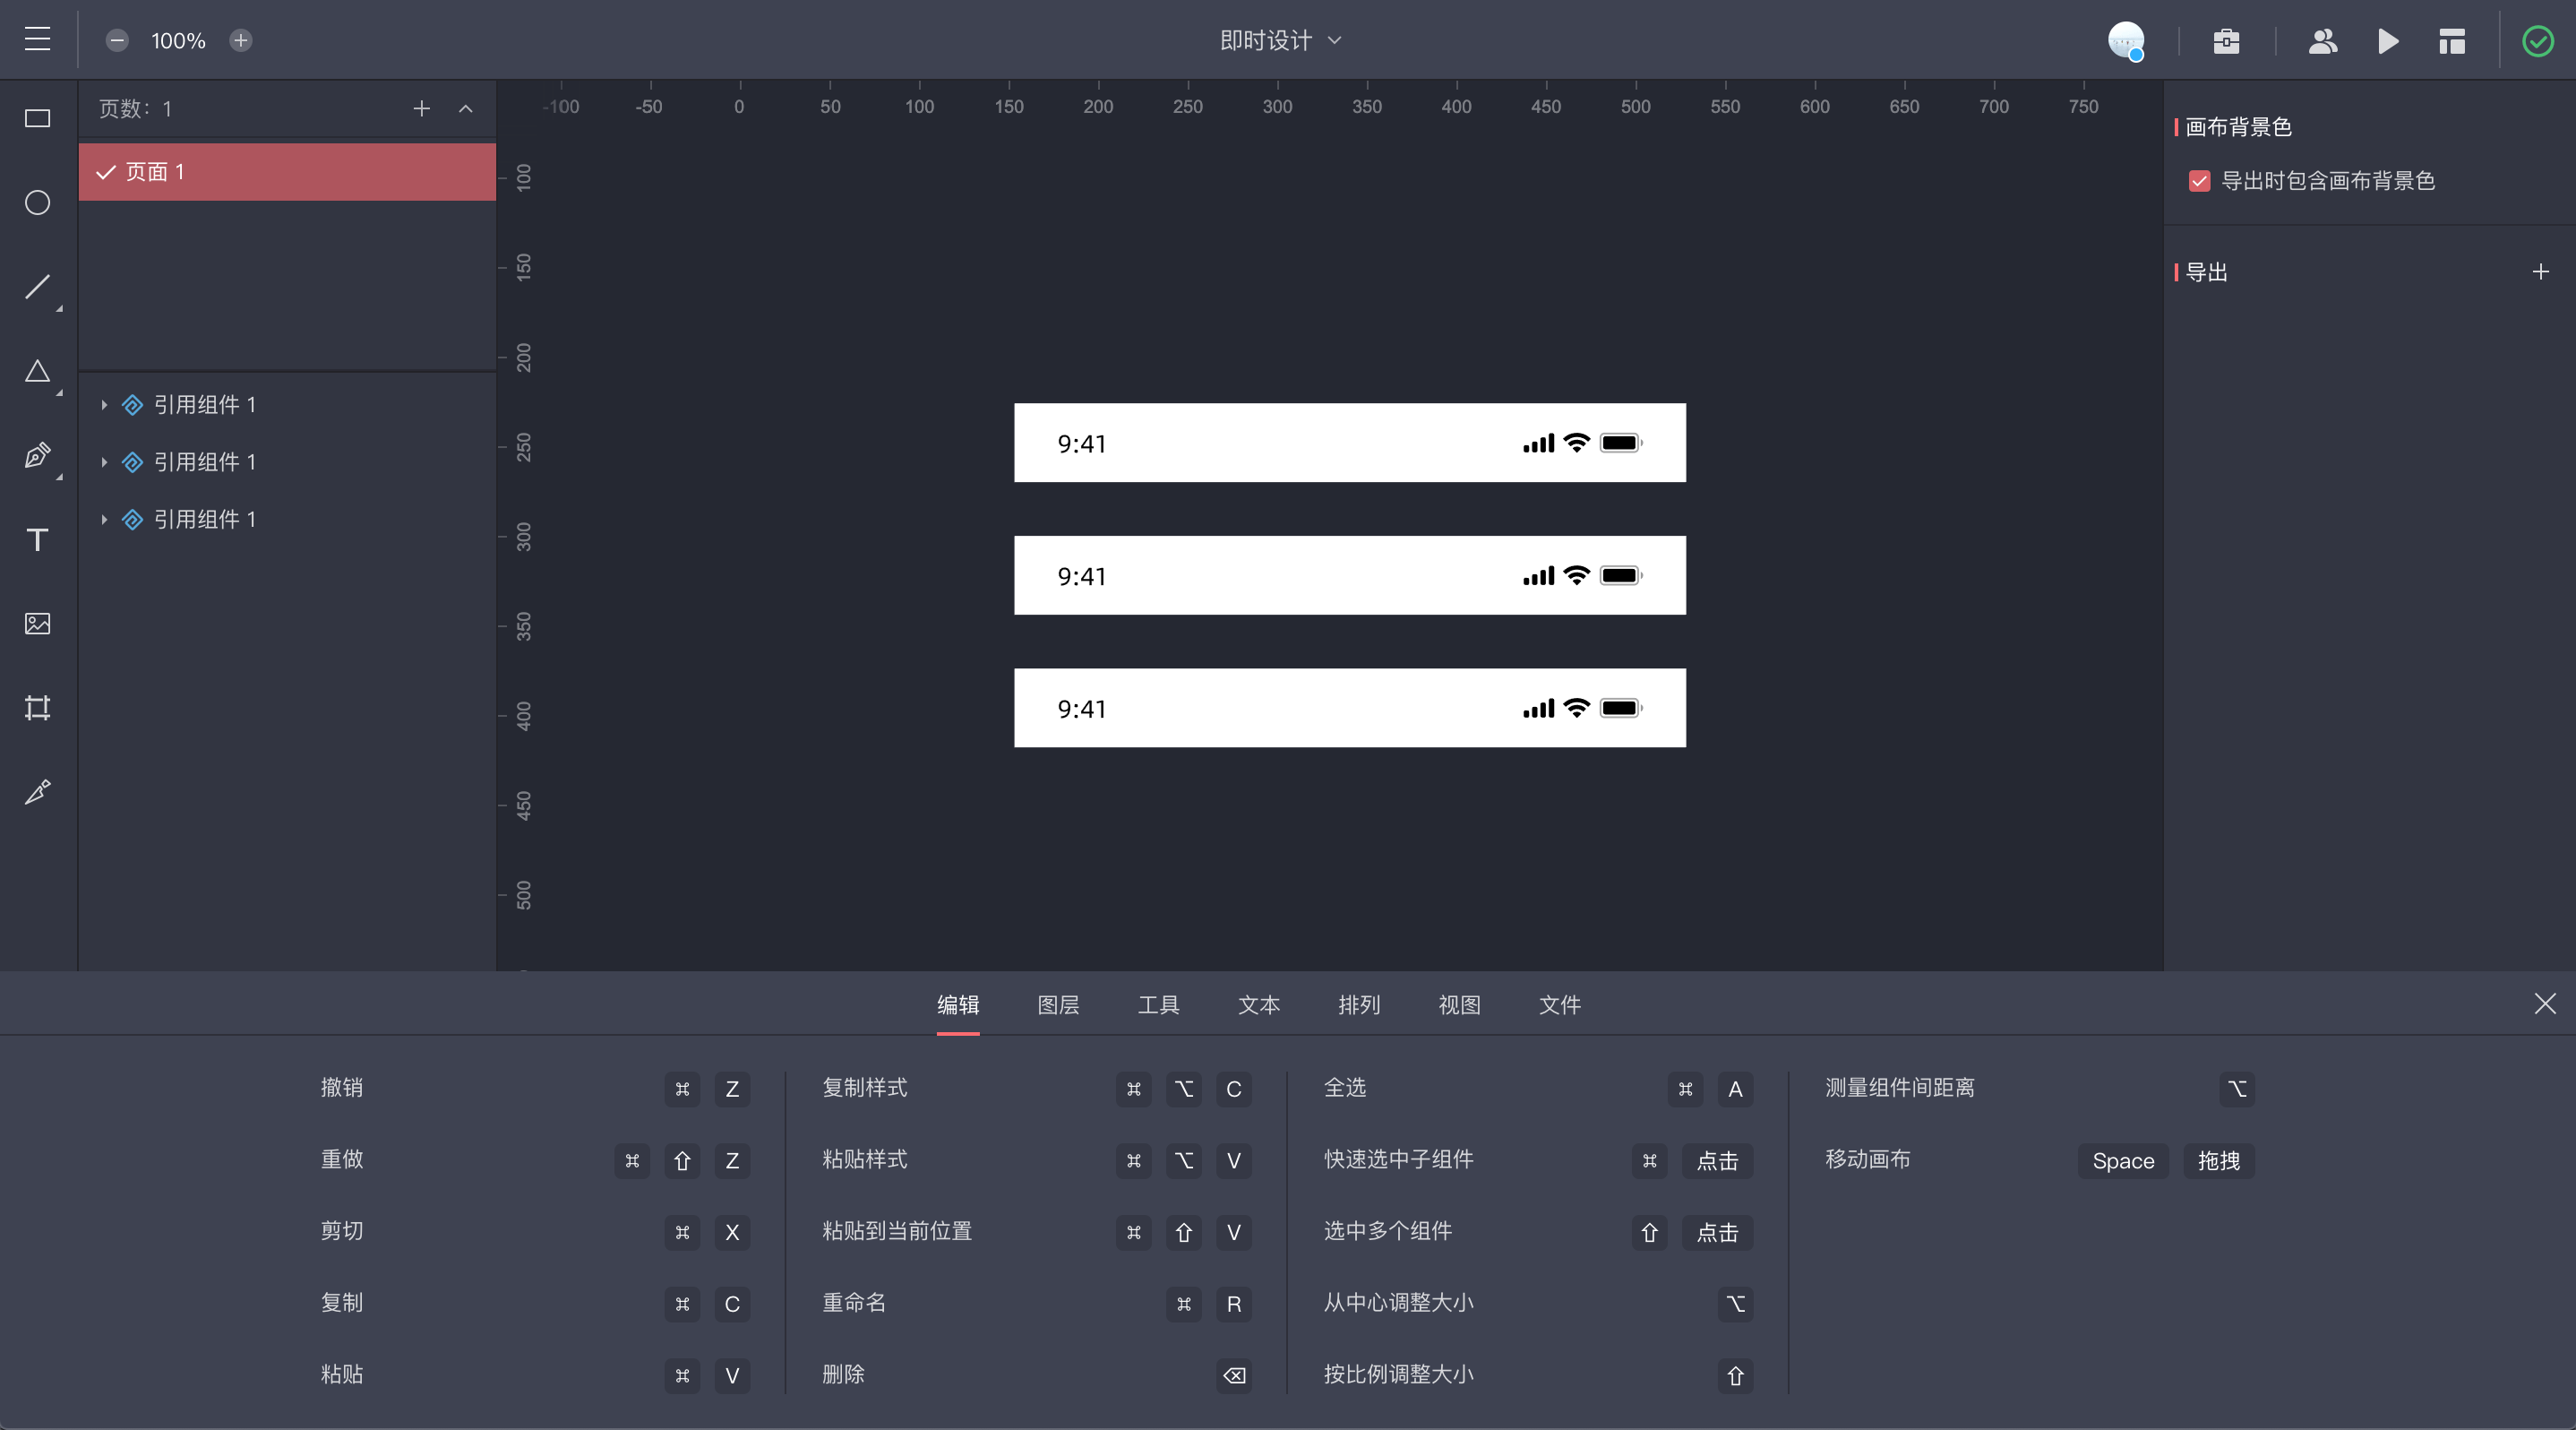 100%
即时设计
页数：1
页面 1
引用组件 1
引用组件 1
引用组件 1
-100 -50 0 50 100 150 200 250 300 350 400 450 500 550 600 650 700 750
100
150
200
250
300
350
400
450
500
9:41
9:41
9:41
画布背景色
导出时包含画布背景色
导出
编辑 图层 工具 文本 排列 视图 文件
撤销 ⌘ Z
重做 ⌘ ⇧ Z
剪切 ⌘ X
复制 ⌘ C
粘贴 ⌘ V
复制样式 ⌘ ⌥ C
粘贴样式 ⌘ ⌥ V
粘贴到当前位置 ⌘ ⇧ V
重命名 ⌘ R
删除 ⌫
全选 ⌘ A
快速选中子组件 ⌘ 点击
选中多个组件 ⇧ 点击
从中心调整大小 ⌥
按比例调整大小 ⇧
测量组件间距离 ⌥
移动画布 Space 拖拽